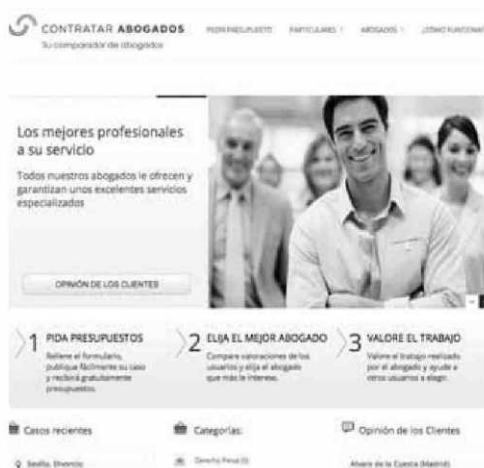 CONTRATAR ABOGADOS
Su comparador de abogados
PIDA PRESUPUESTO PARTICULARES ABOGADOS ¿CÓMO FUNCIONA?
Los mejores profesionales
a su servicio
Todos nuestros abogados le ofrecen y
garantizan unos excelentes servicios
especializados
OPINIÓN DE LOS CLIENTES
1 PIDA PRESUPUESTOS
Rellene el formulario,
publique fácilmente su caso
y recibirá gratuitamente
presupuestos.
2 ELIJA EL MEJOR ABOGADO
Compare valoraciones de los
usuarios y elija el abogado
que más le interese.
3 VALORE EL TRABAJO
Valore el trabajo realizado
por el abogado y ayude a
otros usuarios a elegir.
Casos recientes
Categorías:
Opinión de los Clientes
Sevilla, Divorcio
Derecho Penal
Alvaro de la Cuesta (Madrid)